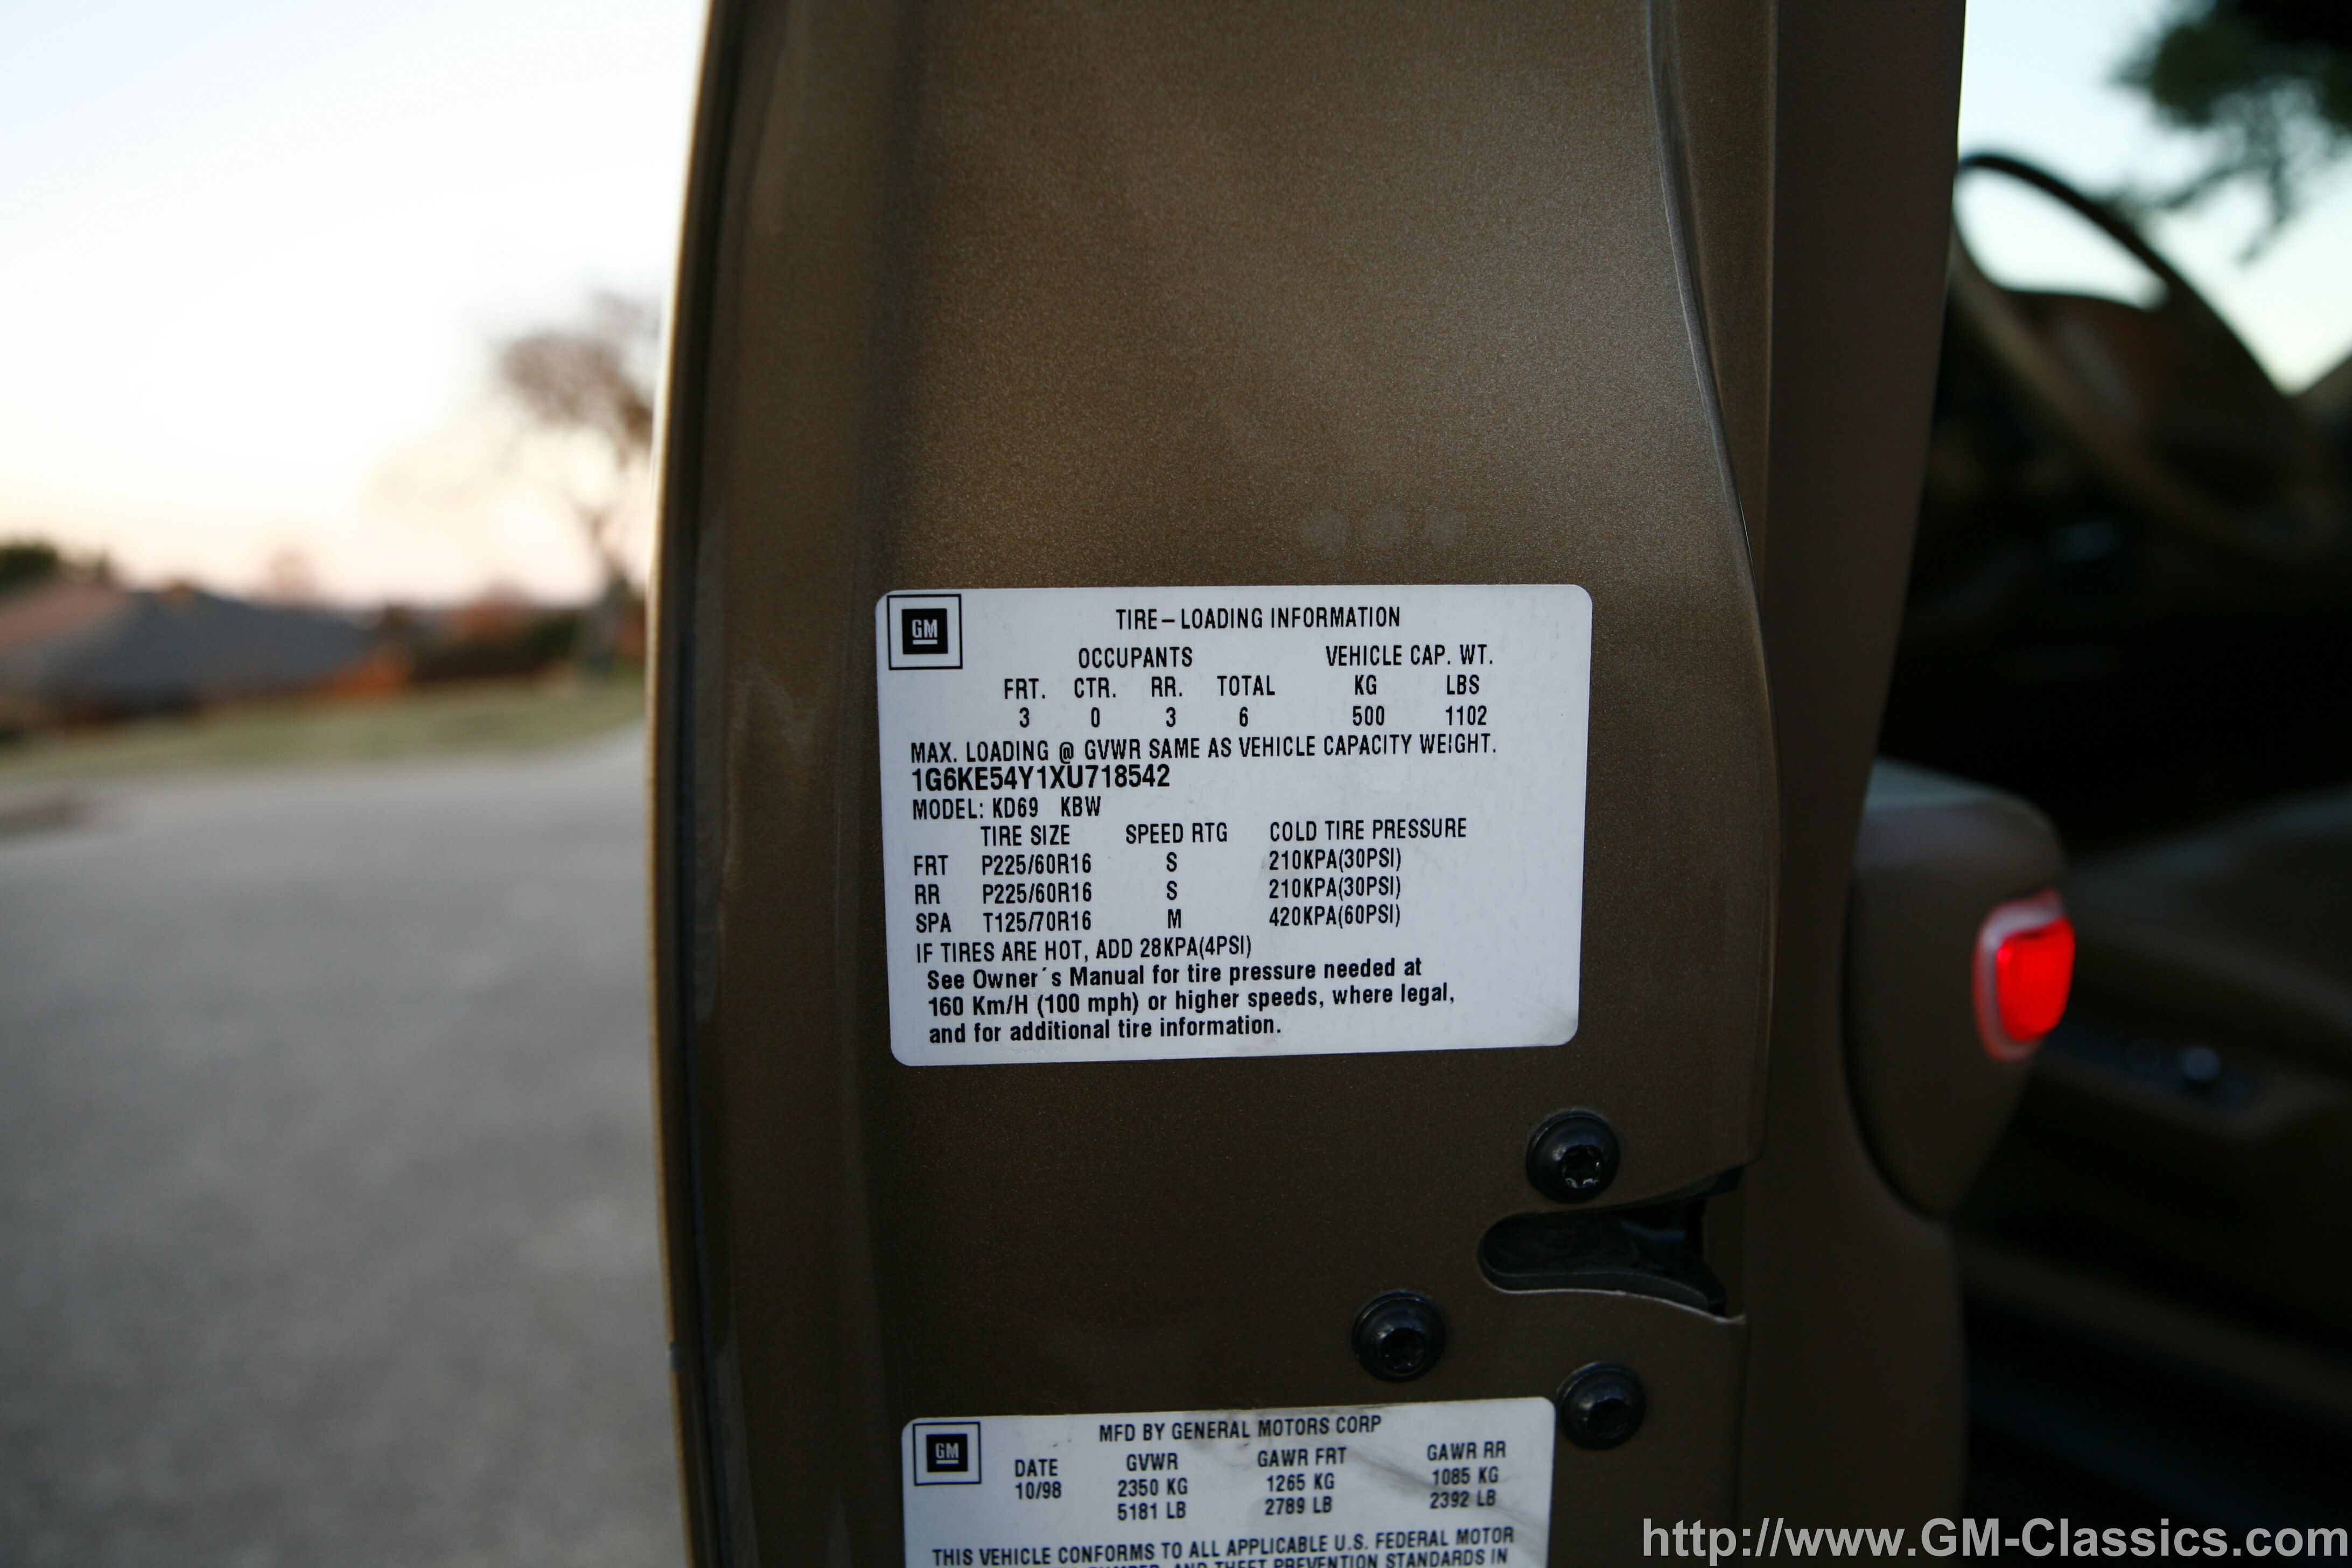 GM
TIRE–LOADING INFORMATION
OCCUPANTS VEHICLE CAP. WT.
FRT. CTR. RR. TOTAL KG LBS
3 0 3 6 500 1102
MAX. LOADING @ GVWR SAME AS VEHICLE CAPACITY WEIGHT.
1G6KE54Y1XU718542
MODEL: KD69 KBW
TIRE SIZE SPEED RTG COLD TIRE PRESSURE
FRT P225/60R16 S 210KPA(30PSI)
RR P225/60R16 S 210KPA(30PSI)
SPA T125/70R16 M 420KPA(60PSI)
IF TIRES ARE HOT, ADD 28KPA(4PSI)
See Owner´s Manual for tire pressure needed at
160 Km/H (100 mph) or higher speeds, where legal,
and for additional tire information.
GM
MFD BY GENERAL MOTORS CORP
DATE GVWR GAWR FRT GAWR RR
10/98 2350 KG 1265 KG 1085 KG
5181 LB 2789 LB 2392 LB
THIS VEHICLE CONFORMS TO ALL APPLICABLE U.S. FEDERAL MOTOR
AND THEFT PREVENTION STANDARDS IN
http://www.GM-Classics.com